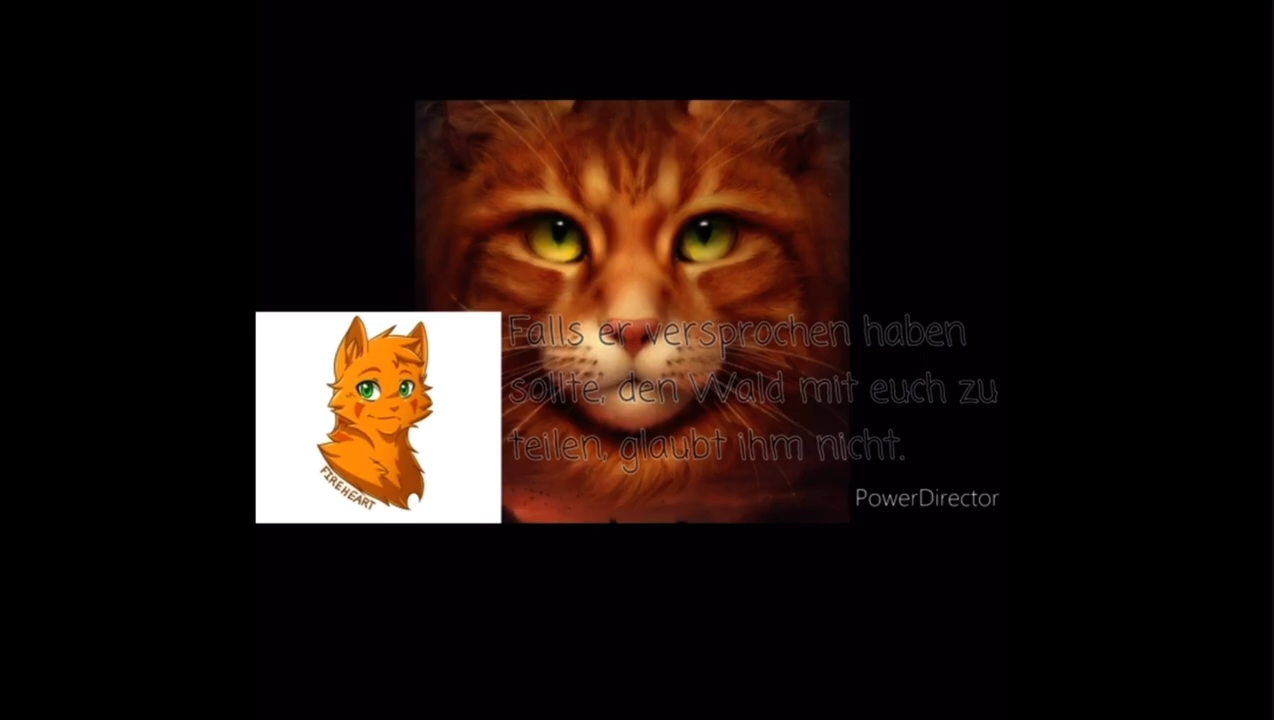 Falls er versprochen haben
sollte, den Wald mit euch zu
teilen, glaubt ihm nicht.
FIREHEART
PowerDirector